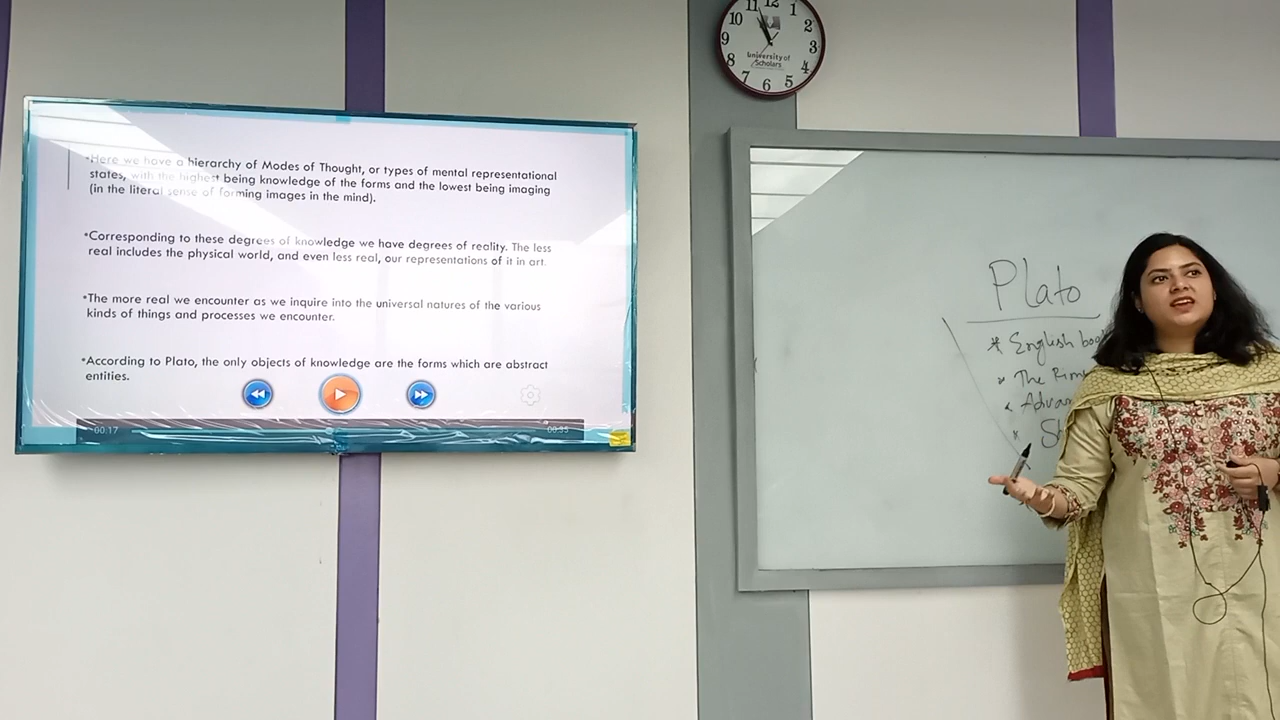 •Here we have a hierarchy of Modes of Thought, or types of mental representational
states, with the highest being knowledge of the forms and the lowest being imaging
(in the literal sense of forming images in the mind).
•Corresponding to these degrees of knowledge we have degrees of reality. The less
real includes the physical world, and even less real, our representations of it in art.
•The more real we encounter as we inquire into the universal natures of the various
kinds of things and processes we encounter.
•According to Plato, the only objects of knowledge are the forms which are abstract
entities.
00:17
00:35
11 12 1
10 2
9 3
8 4
7 6 5
University of
Scholars
Plato
* English
* The